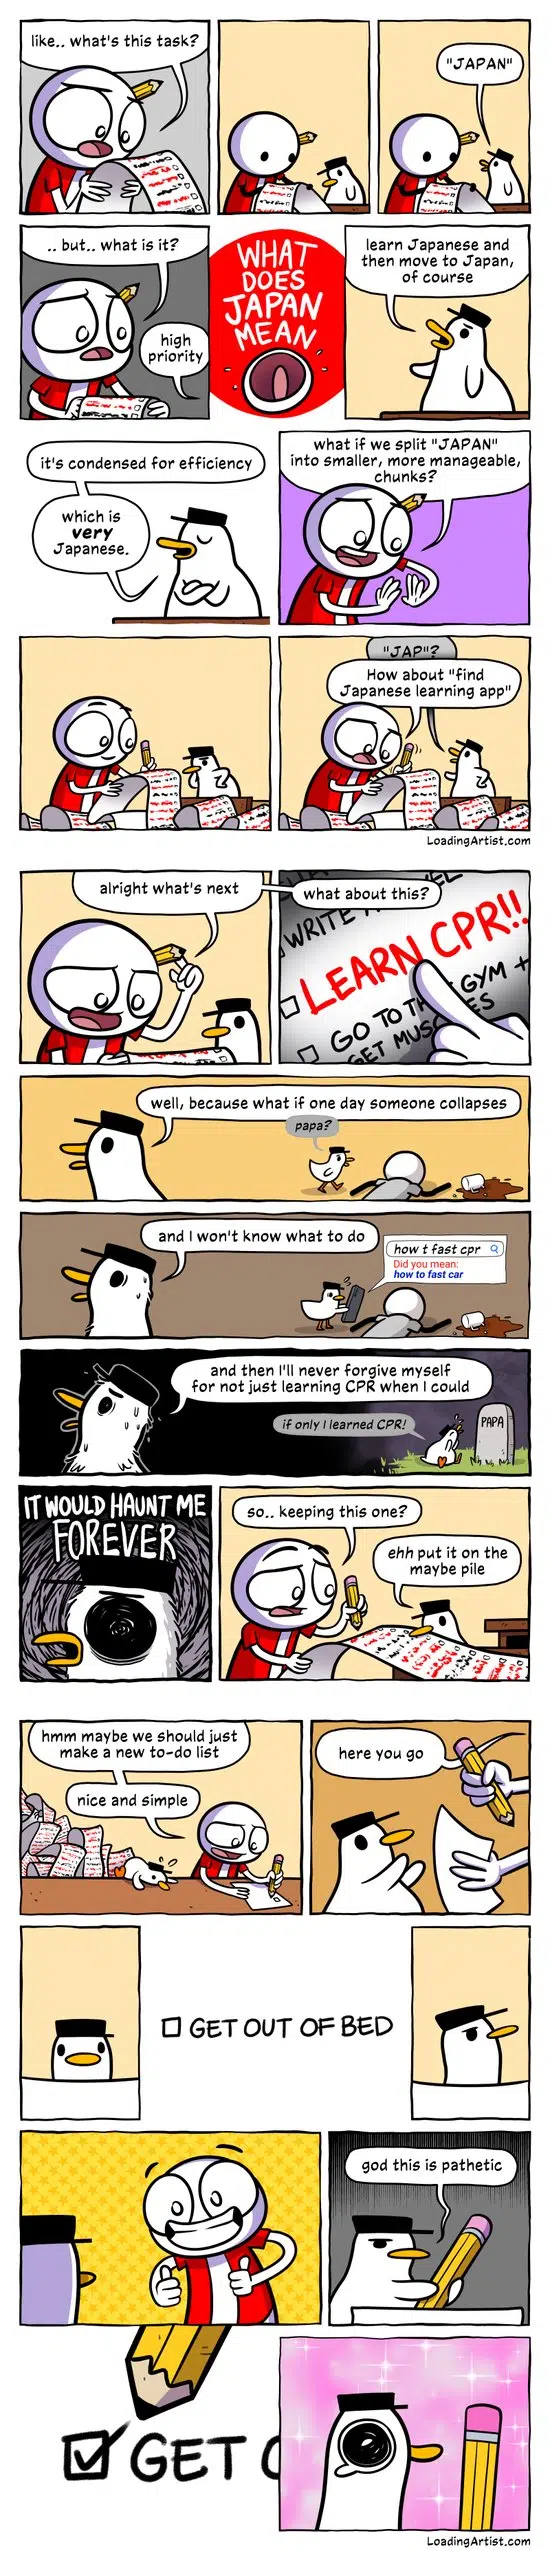 like.. what's this task?
"JAPAN"
.. but.. what is it?
high
priority
WHAT
DOES
JAPAN
MEAN
learn Japanese and
then move to Japan,
of course
it's condensed for efficiency
which is
very
Japanese.
what if we split "JAPAN"
into smaller, more manageable,
chunks?
"JAP"?
How about "find
Japanese learning app"
LoadingArtist.com
alright what's next
what about this?
WRITE
LEARN CPR!!
GO TO TH GYM +
GET MUSCLES
well, because what if one day someone collapses
papa?
and I won't know what to do
how t fast cpr
Did you mean:
how to fast car
and then I'll never forgive myself
for not just learning CPR when I could
if only I learned CPR!
PAPA
IT WOULD HAUNT ME
FOREVER
so.. keeping this one?
ehh put it on the
maybe pile
hmm maybe we should just
make a new to-do list
nice and simple
here you go
GET OUT OF BED
god this is pathetic
GET
LoadingArtist.com